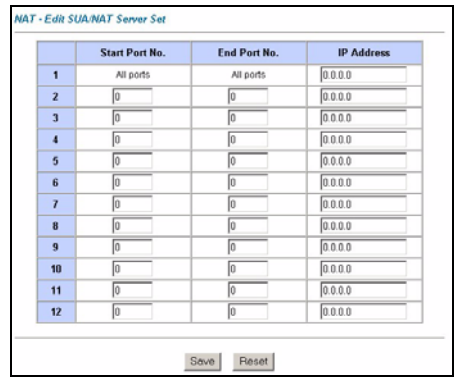 NAT - Edit SUA/NAT Server Set
Start Port No. End Port No. IP Address
1 All ports All ports 0.0.0.0
2 0 0 0.0.0.0
3 0 0 0.0.0.0
4 0 0 0.0.0.0
5 0 0 0.0.0.0
6 0 0 0.0.0.0
7 0 0 0.0.0.0
8 0 0 0.0.0.0
9 0 0 0.0.0.0
10 0 0 0.0.0.0
11 0 0 0.0.0.0
12 0 0 0.0.0.0
Save Reset